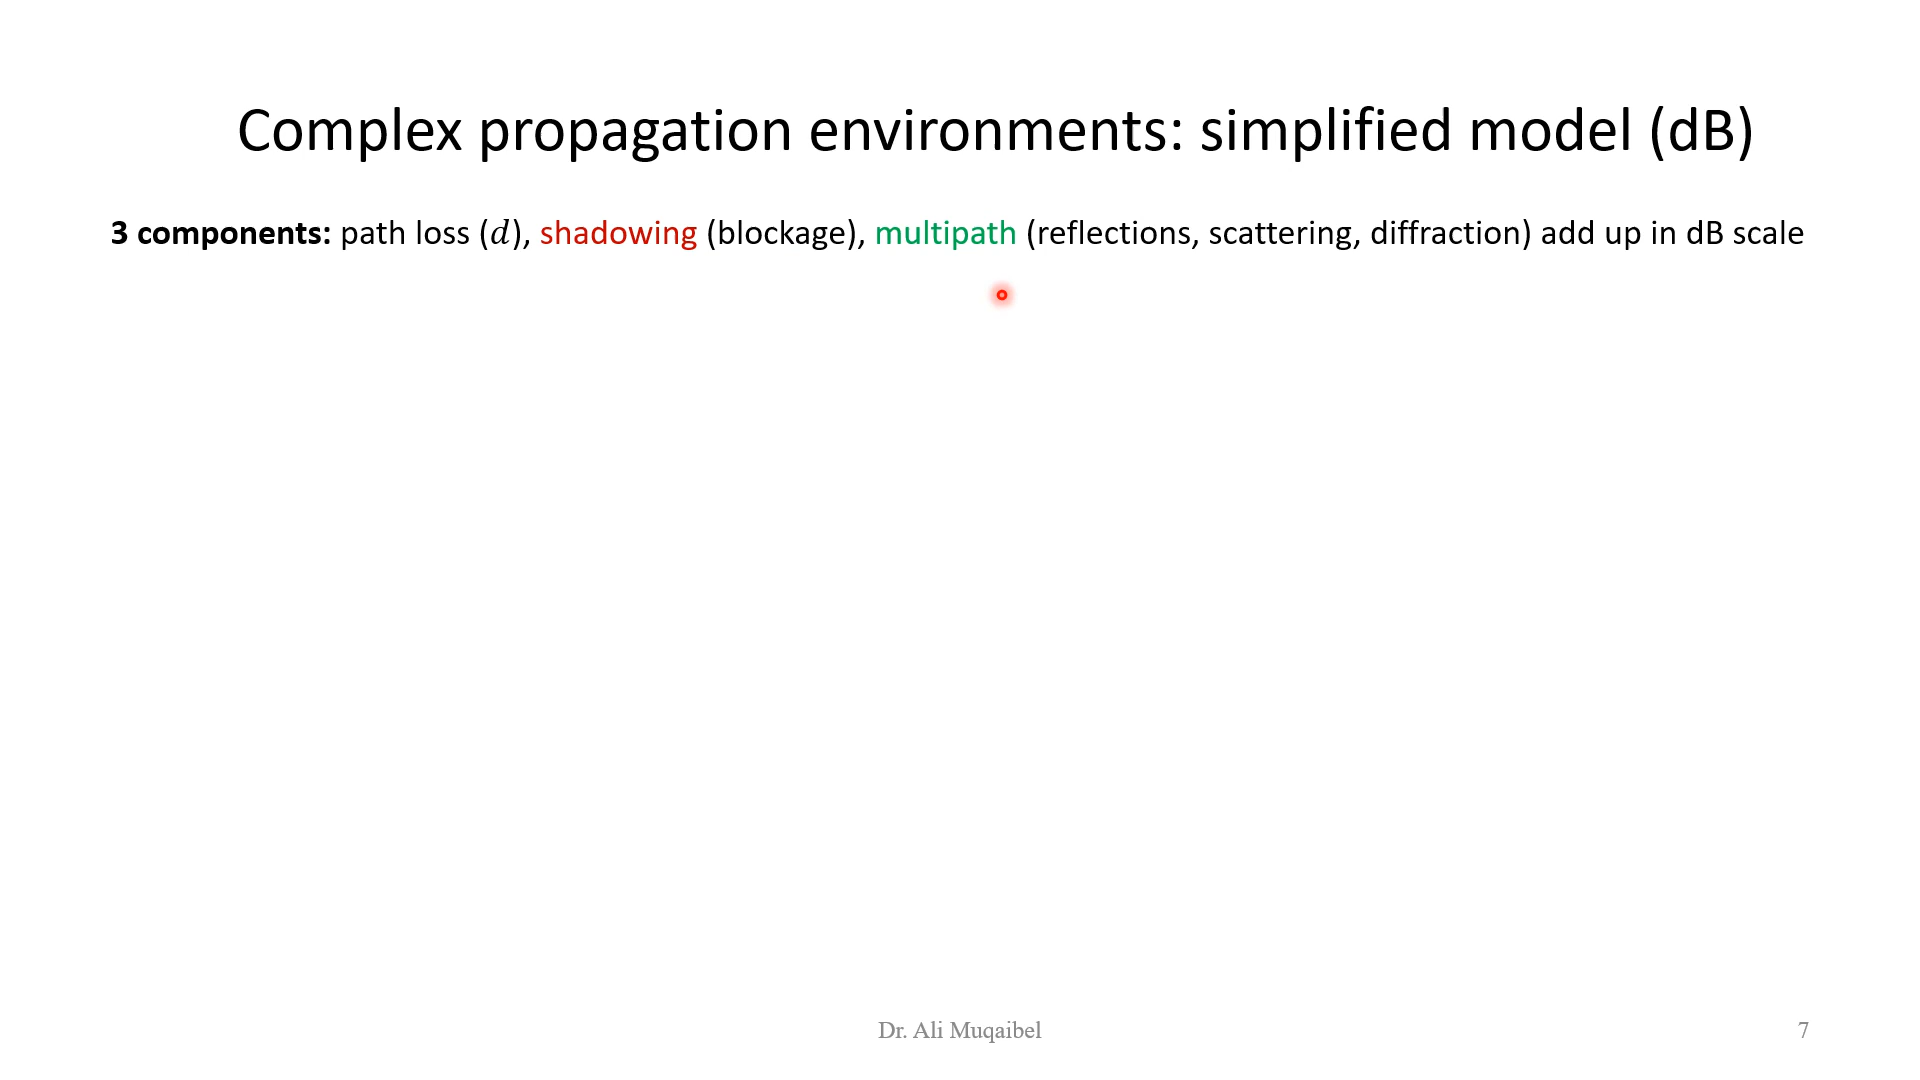 Complex propagation environments: simplified model (dB)
3 components: path loss (d), shadowing (blockage), multipath (reflections, scattering, diffraction) add up in dB scale
Dr. Ali Muqaibel
7